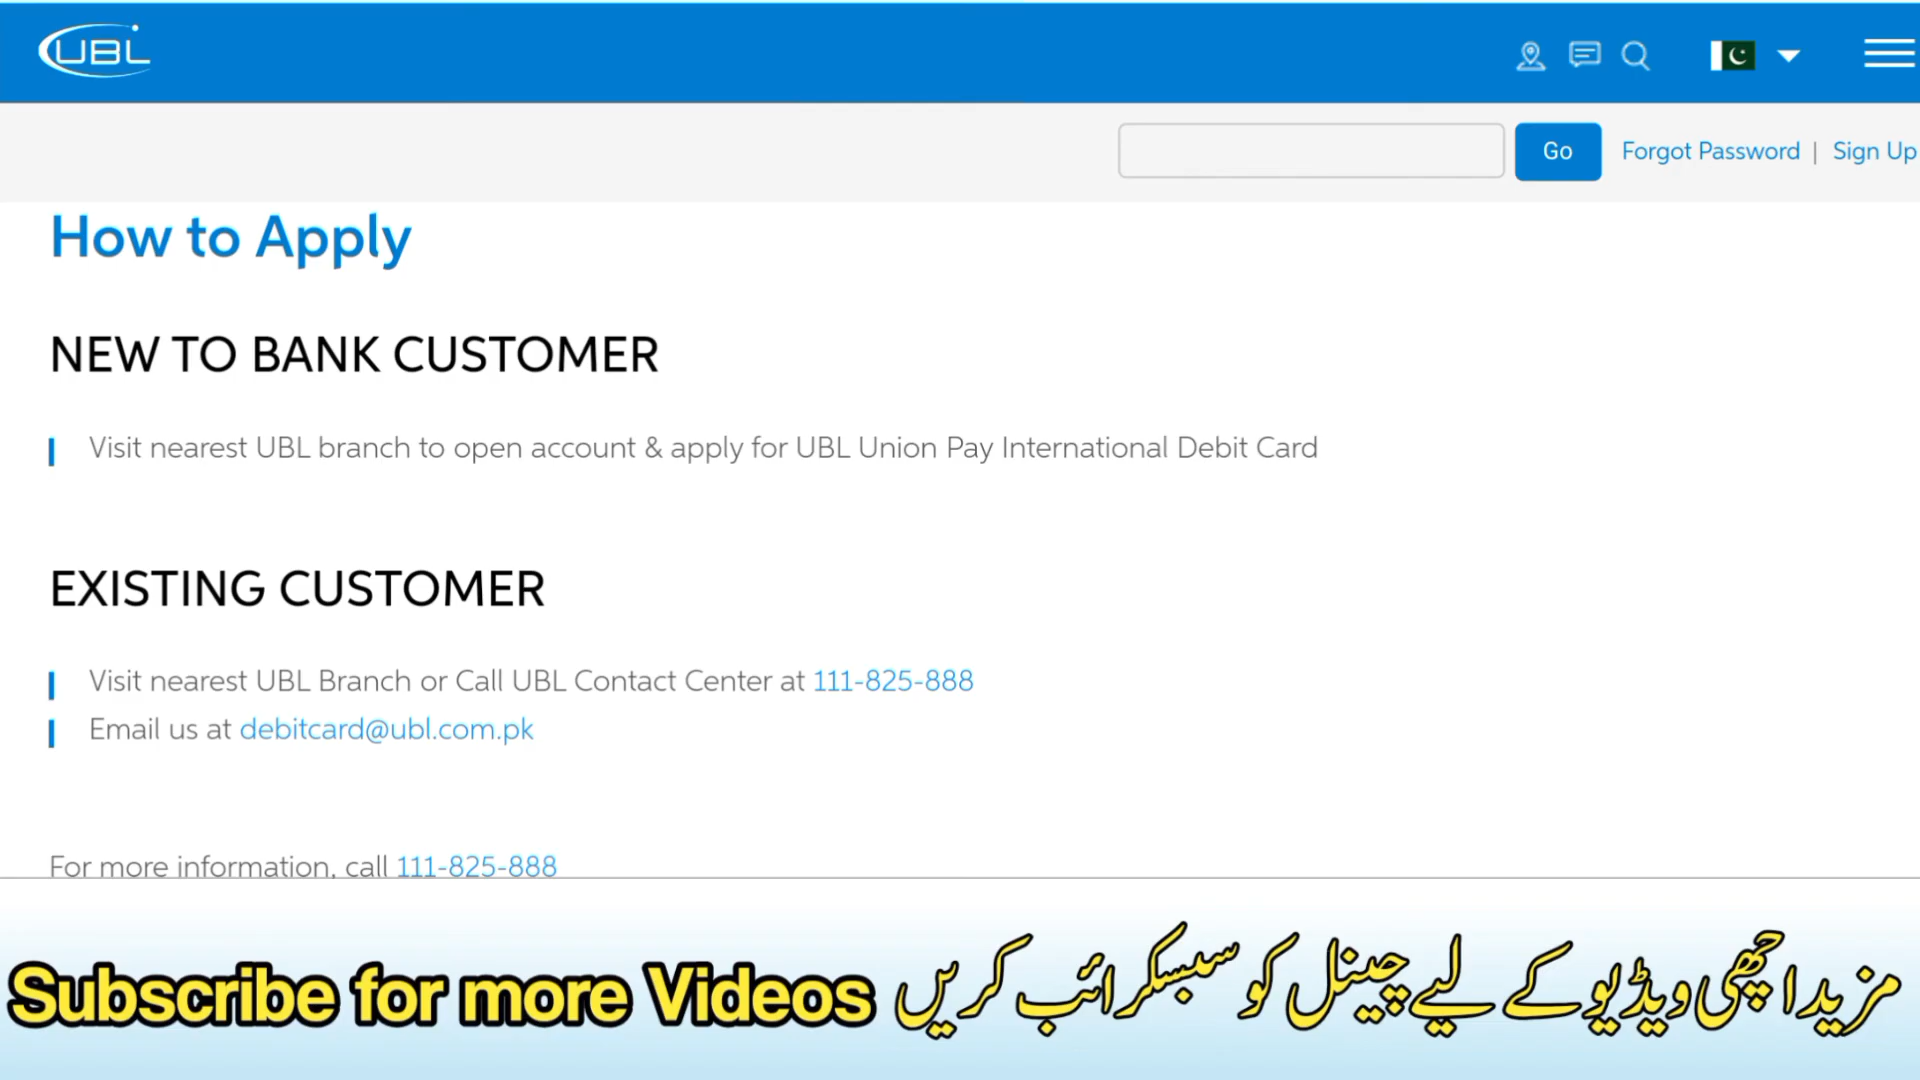 UBL
Go
Forgot Password | Sign Up
How to Apply
NEW TO BANK CUSTOMER
Visit nearest UBL branch to open account & apply for UBL Union Pay International Debit Card
EXISTING CUSTOMER
Visit nearest UBL Branch or Call UBL Contact Center at 111-825-888
Email us at debitcard@ubl.com.pk
For more information, call 111-825-888
Subscribe for more Videos مزید اچھی ویڈیو کے لیے چینل کو سبسکرائب کریں